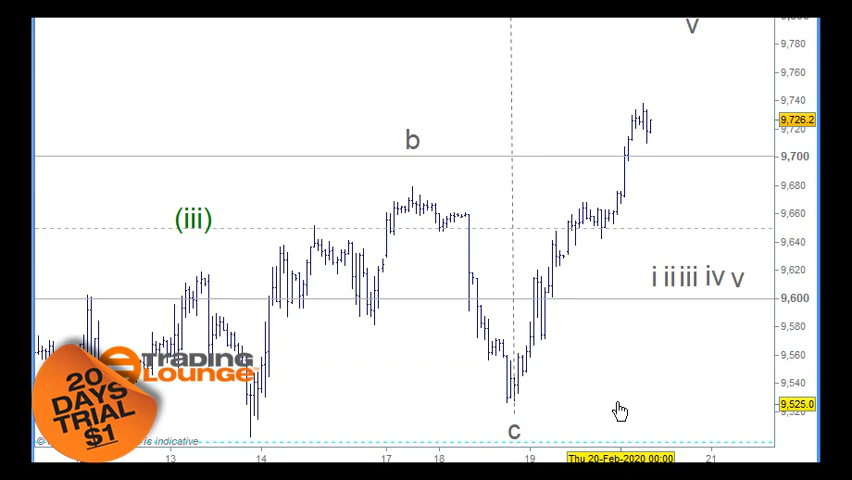 v
9,780
9,760
9,740
9,726.2
9,720
b
9,700
9,680
(iii)
9,660
9,640
i ii iii iv v
9,620
9,600
9,580
TRADING
LOUNGE
9,560
20
DAYS
TRIAL
$1
9,540
9,525.0
9,520
c
is indicative
13 14 17 18 19 Thu 20-Feb-2020 00:00 21